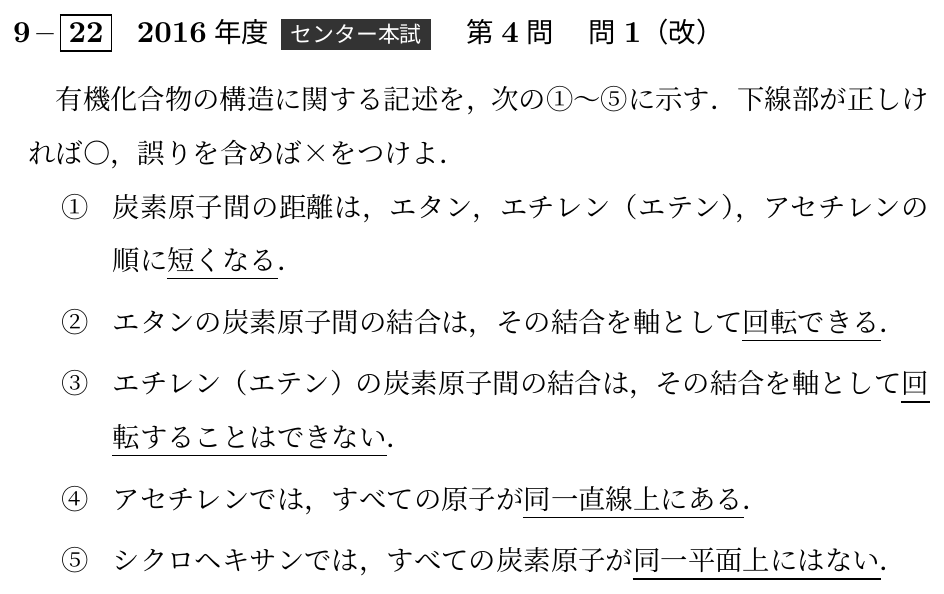 9－22　2016 年度　センター本試　第 4 問　問 1（改）
有機化合物の構造に関する記述を，次の①～⑤に示す．下線部が正しけ
れば○，誤りを含めば×をつけよ．
①　炭素原子間の距離は，エタン，エチレン（エテン），アセチレンの
順に短くなる．
②　エタンの炭素原子間の結合は，その結合を軸として回転できる．
③　エチレン（エテン）の炭素原子間の結合は，その結合を軸として回
転することはできない．
④　アセチレンでは，すべての原子が同一直線上にある．
⑤　シクロヘキサンでは，すべての炭素原子が同一平面上にはない．